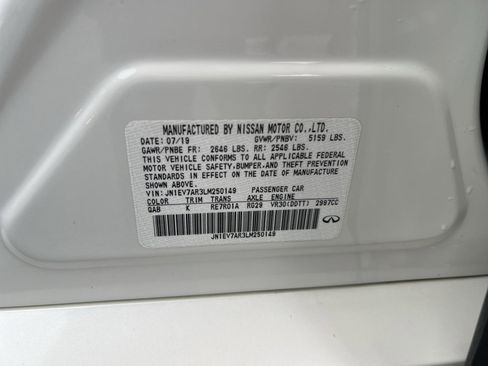 MANUFACTURED BY NISSAN MOTOR CO.,LTD.
DATE: 07/19 GVWR/PNBV: 5159 LBS.
GAWR/PNBE FR: 2646 LBS. RR: 2546 LBS.
THIS VEHICLE CONFORMS TO ALL APPLICABLE FEDERAL
MOTOR VEHICLE SAFETY,BUMPER,AND THEFT PREVENTION
STANDARDS IN EFFECT ON THE DATE OF MANUFACTURE
SHOWN ABOVE.
VIN: JN1EV7AR3LM250149 PASSENGER CAR
COLOR TRIM TRANS AXLE ENGINE
QAB K RE7R01A RG29 VR30(DDTT) 2997CC
JN1EV7AR3LM250149